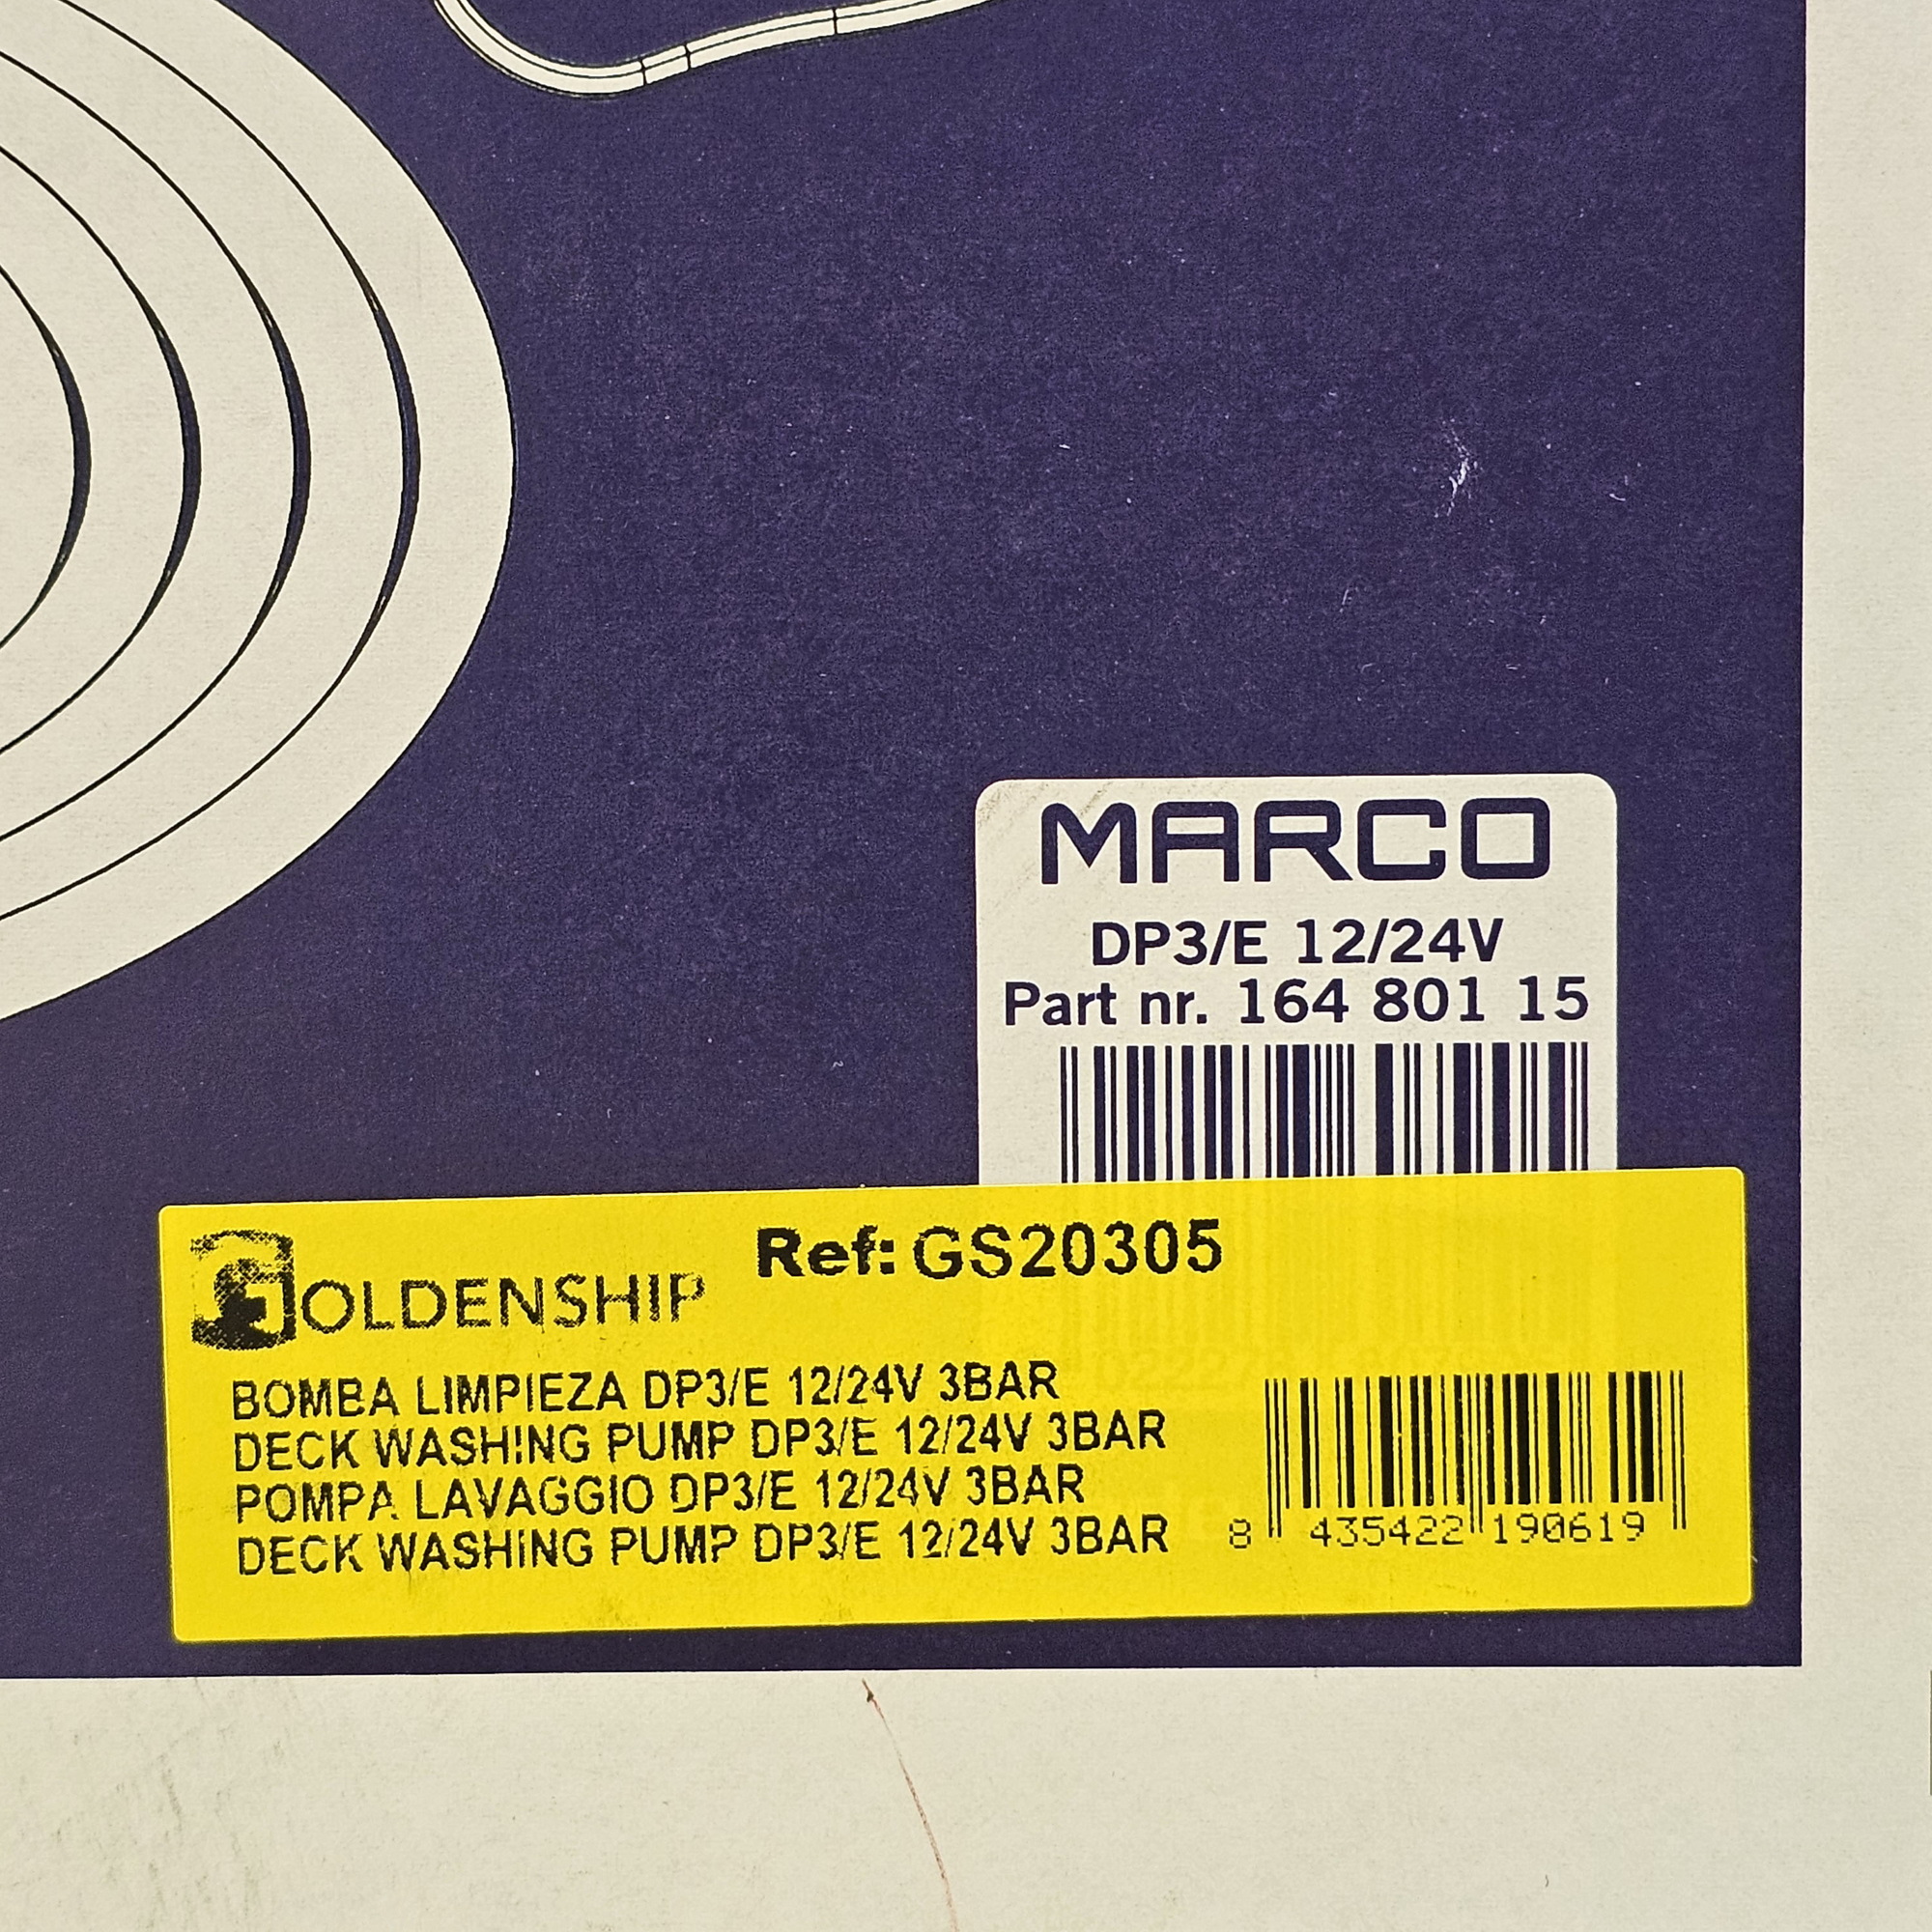 MARCO
DP3/E 12/24V
Part nr. 164 801 15
GOLDENSHIP
Ref: GS20305
BOMBA LIMPIEZA DP3/E 12/24V 3BAR
DECK WASHING PUMP DP3/E 12/24V 3BAR
POMPA LAVAGGIO DP3/E 12/24V 3BAR
DECK WASHING PUMP DP3/E 12/24V 3BAR
8 435422 190619